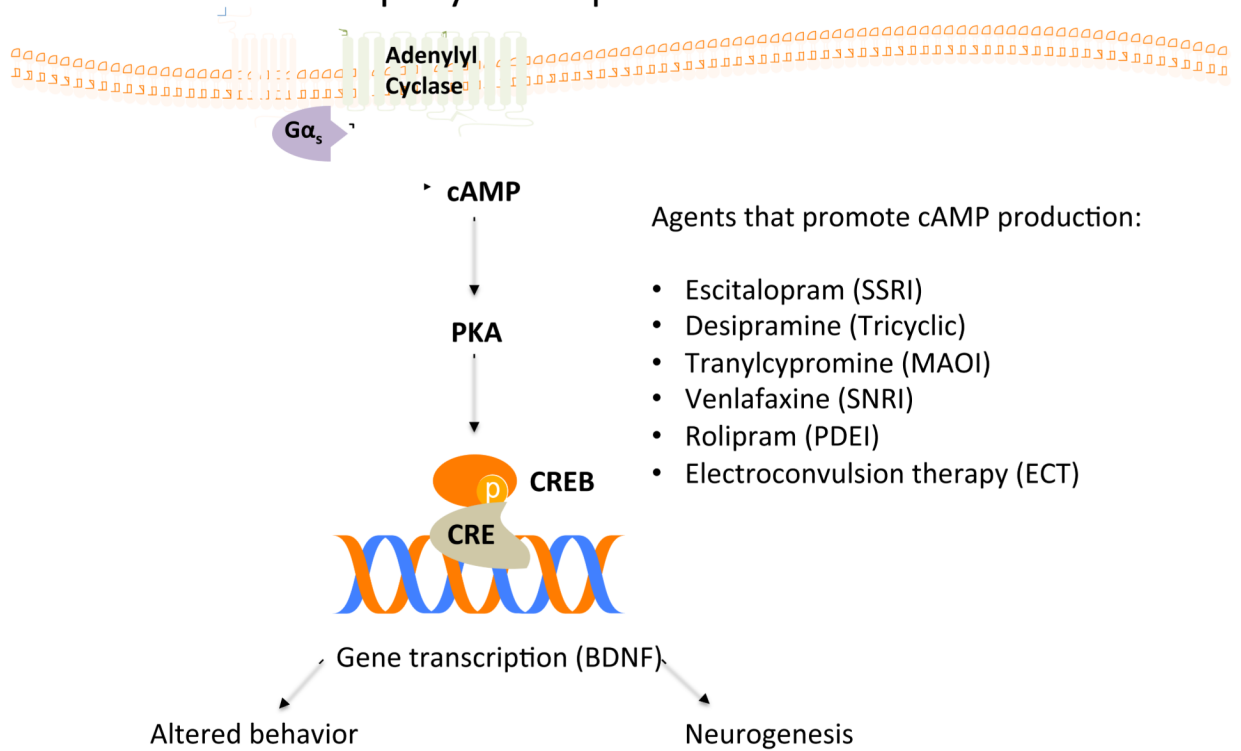 Adenylyl
Cyclase
Gαs
cAMP
Agents that promote cAMP production:
• Escitalopram (SSRI)
• Desipramine (Tricyclic)
PKA
• Tranylcypromine (MAOI)
• Venlafaxine (SNRI)
• Rolipram (PDEI)
• Electroconvulsion therapy (ECT)
CREB
p
CRE
Gene transcription (BDNF)
Altered behavior
Neurogenesis